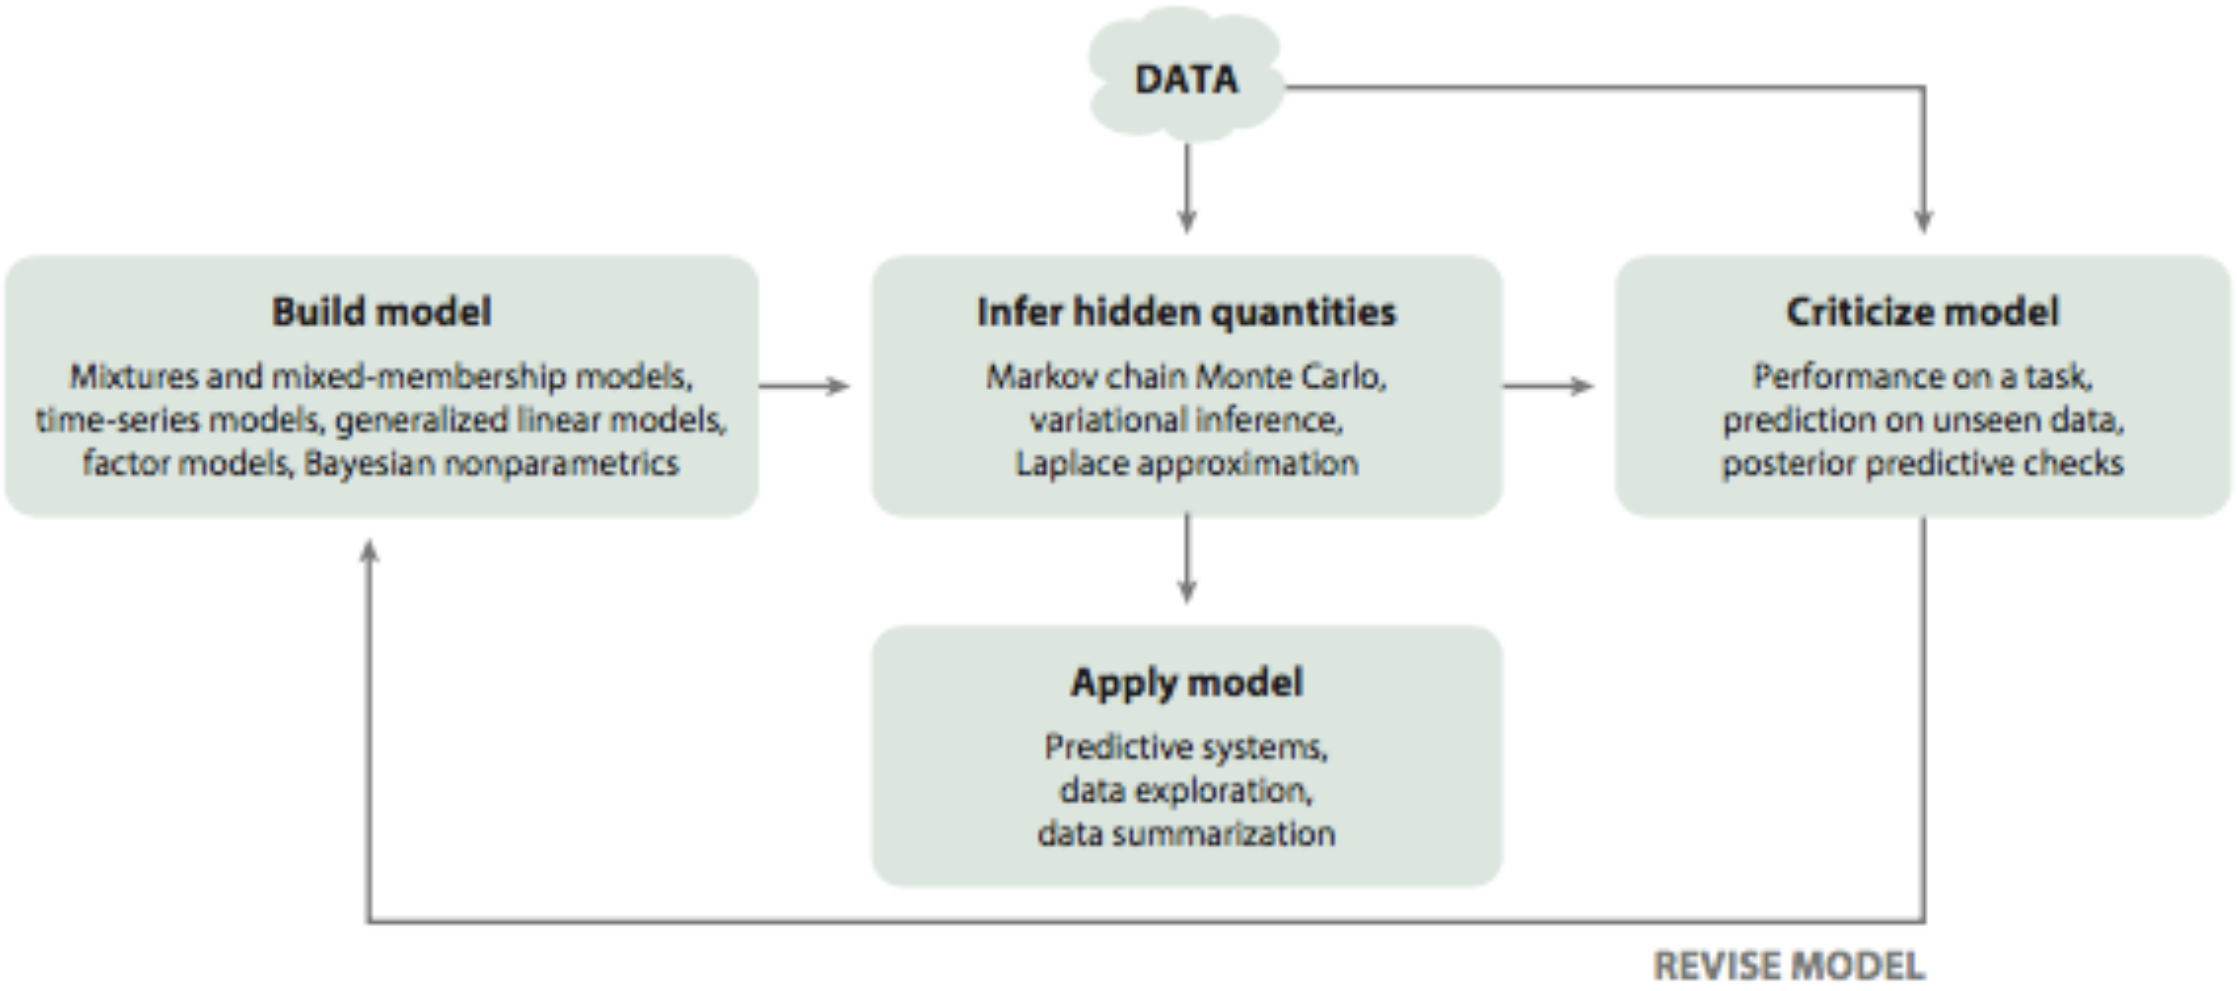 DATA
Build model
Mixtures and mixed-membership models,
time-series models, generalized linear models,
factor models, Bayesian nonparametrics
Infer hidden quantities
Markov chain Monte Carlo,
variational inference,
Laplace approximation
Criticize model
Performance on a task,
prediction on unseen data,
posterior predictive checks
Apply model
Predictive systems,
data exploration,
data summarization
REVISE MODEL